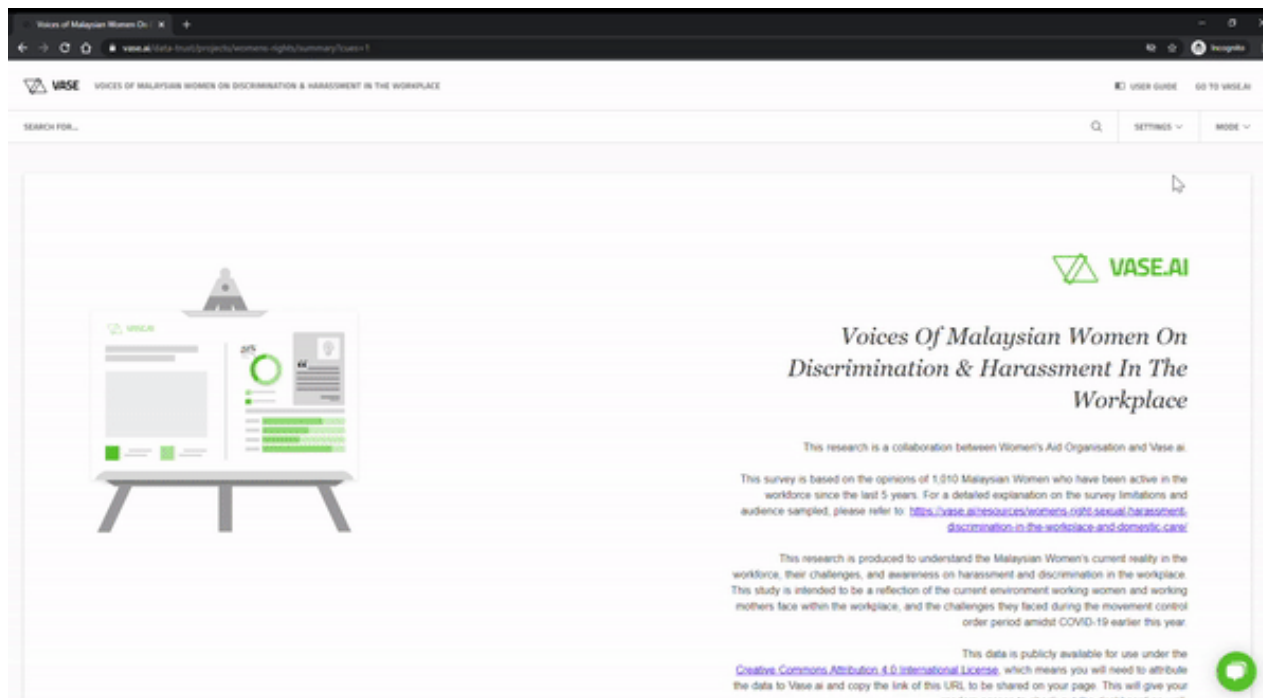 Voices of Malaysian Women On
vase.ai/data-trust/projects/womens-rights/summary?cues=1
Incognito
VASE
VOICES OF MALAYSIAN WOMEN ON DISCRIMINATION & HARASSMENT IN THE WORKPLACE
USER GUIDE
GO TO VASE.AI
SEARCH FOR...
SETTINGS
MODE
VASE.AI
VASE.AI
Voices Of Malaysian Women On
Discrimination & Harassment In The
Workplace
This research is a collaboration between Women's Aid Organisation and Vase.ai.
This survey is based on the opinions of 1,010 Malaysian Women who have been active in the
workforce since the last 5 years. For a detailed explanation on the survey limitations and
audience sampled, please refer to: https://vase.ai/resources/womens-right-sexual-harassment-
discrimination-in-the-workplace-and-domestic-care/
This research is produced to understand the Malaysian Women's current reality in the
workforce, their challenges, and awareness on harassment and discrimination in the workplace.
This study is intended to be a reflection of the current environment working women and working
mothers face within the workplace, and the challenges they faced during the movement control
order period amidst COVID-19 earlier this year.
This data is publicly available for use under the
Creative Commons Attribution 4.0 International License, which means you will need to attribute
the data to Vase.ai and copy the link of this URL to be shared on your page. This will give your